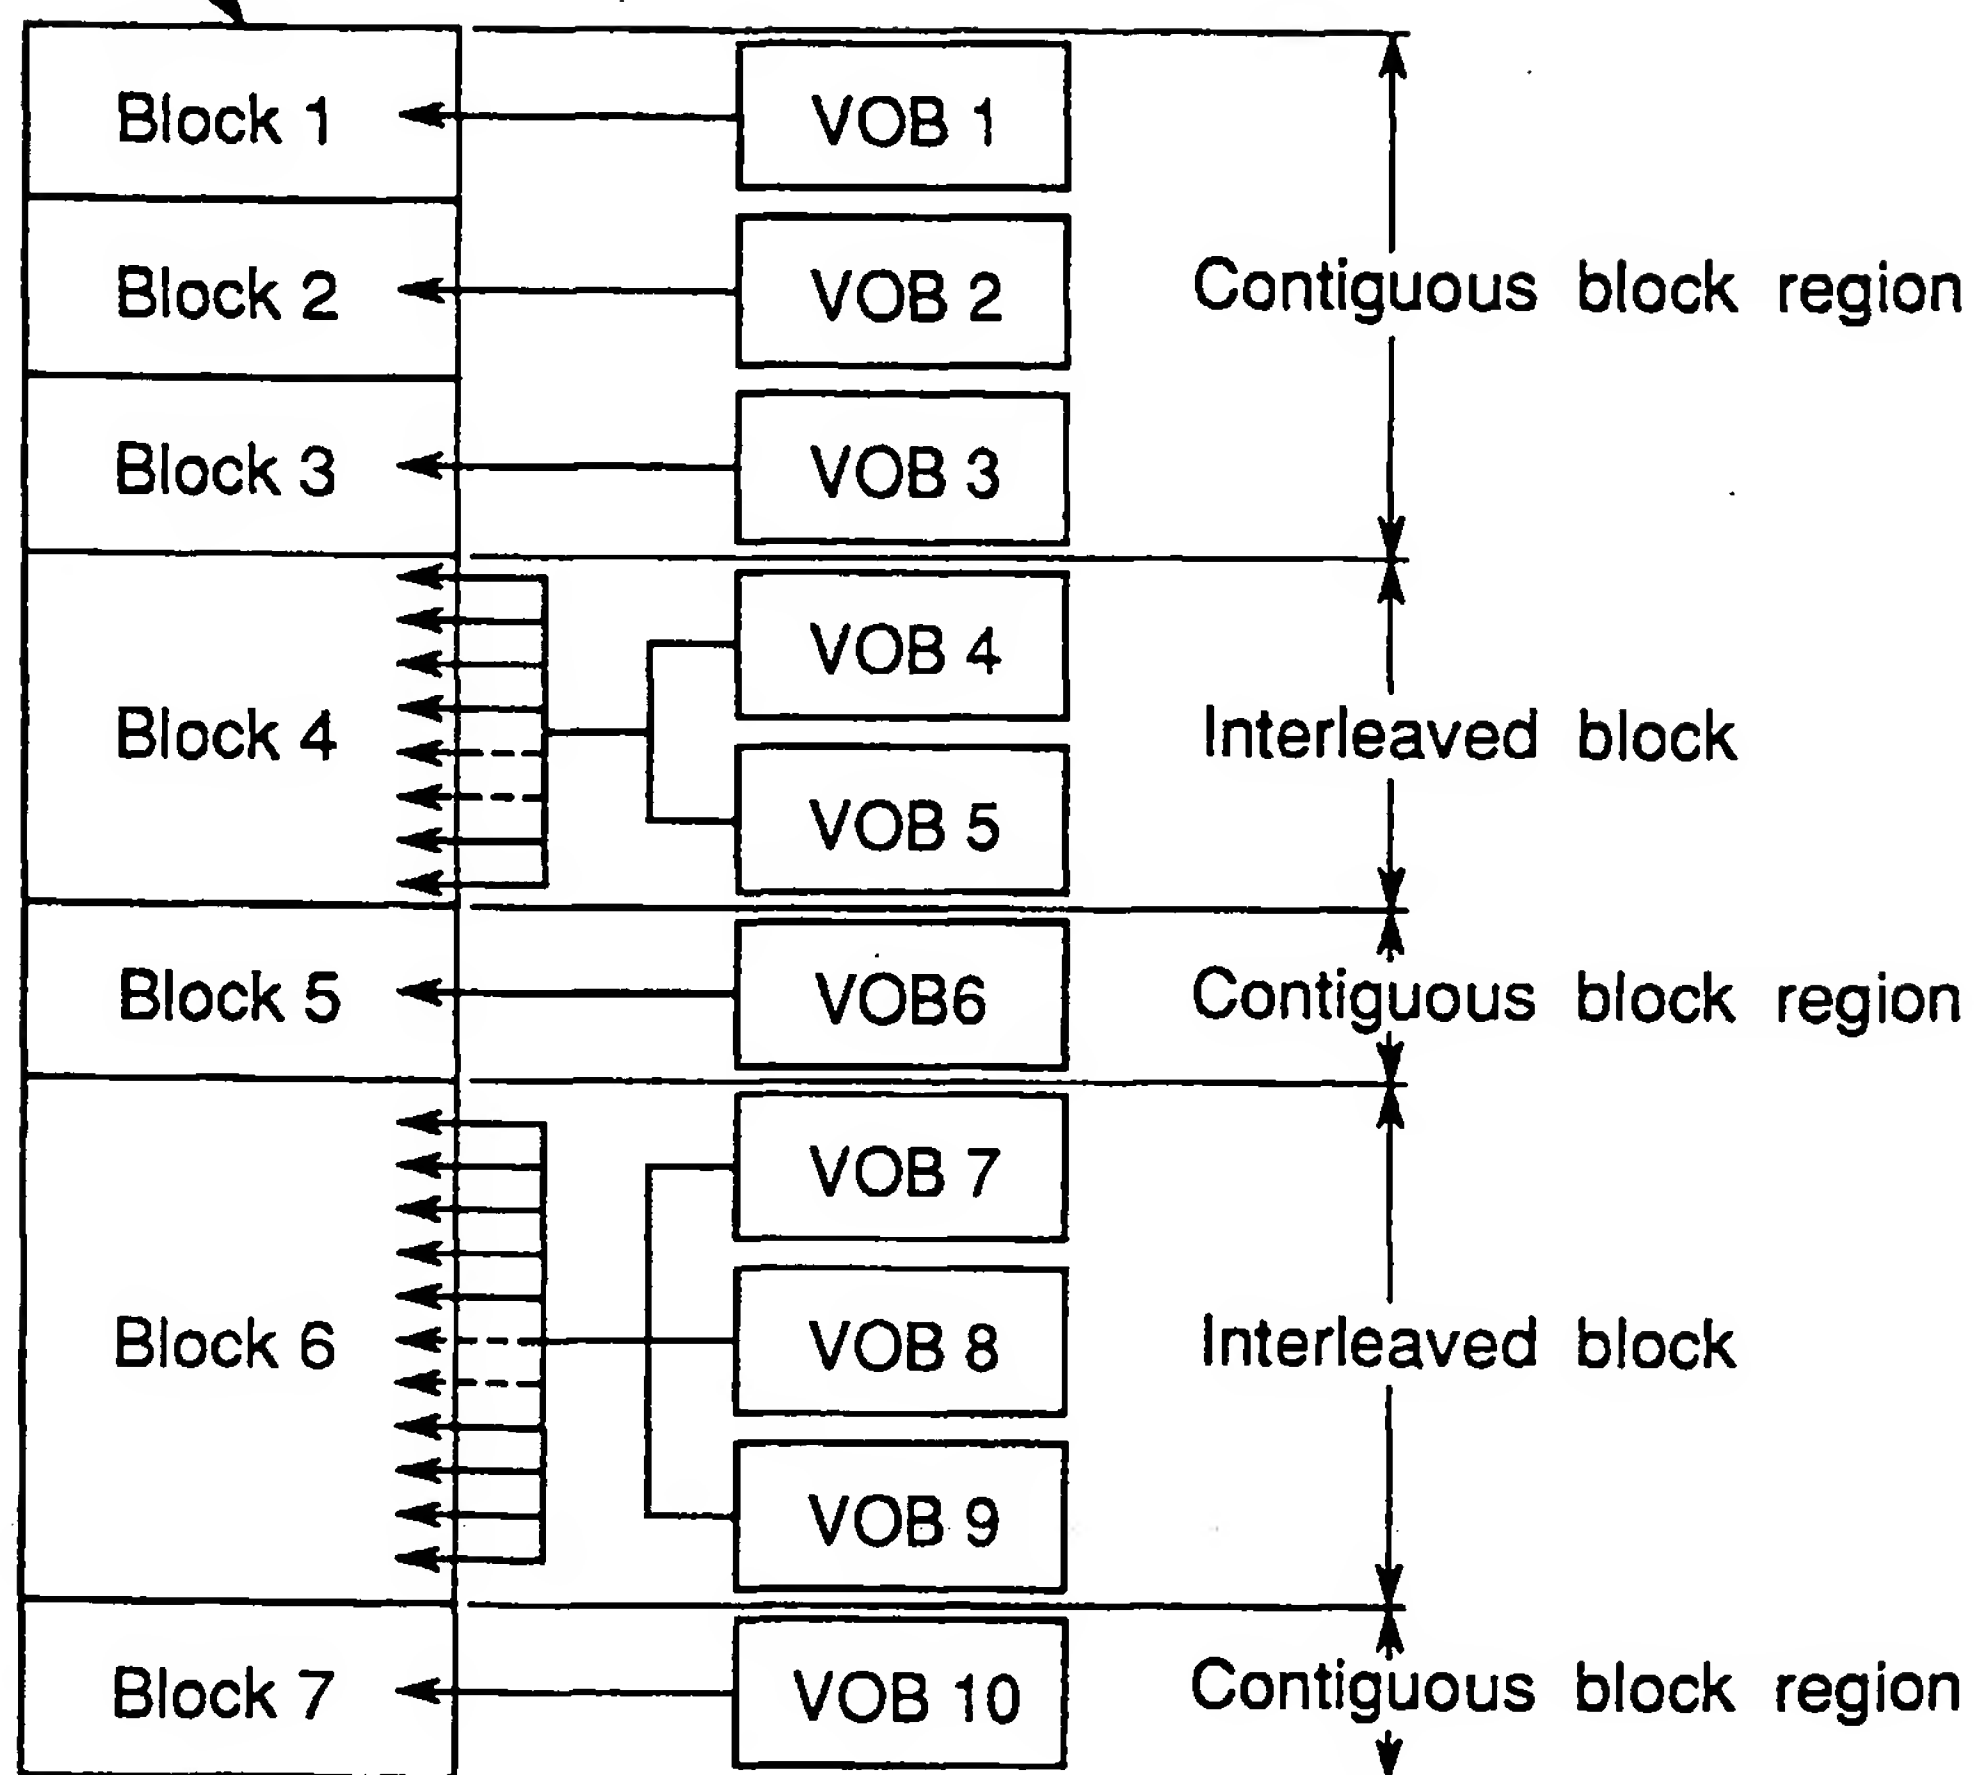 Block 1
VOB 1
Block 2
VOB 2
Contiguous block region
Block 3
VOB 3
VOB 4
Block 4
Interleaved block
VOB 5
Block 5
VOB6
Contiguous block region
VOB 7
Block 6
VOB 8
Interleaved block
VOB 9
Block 7
VOB 10
Contiguous block region